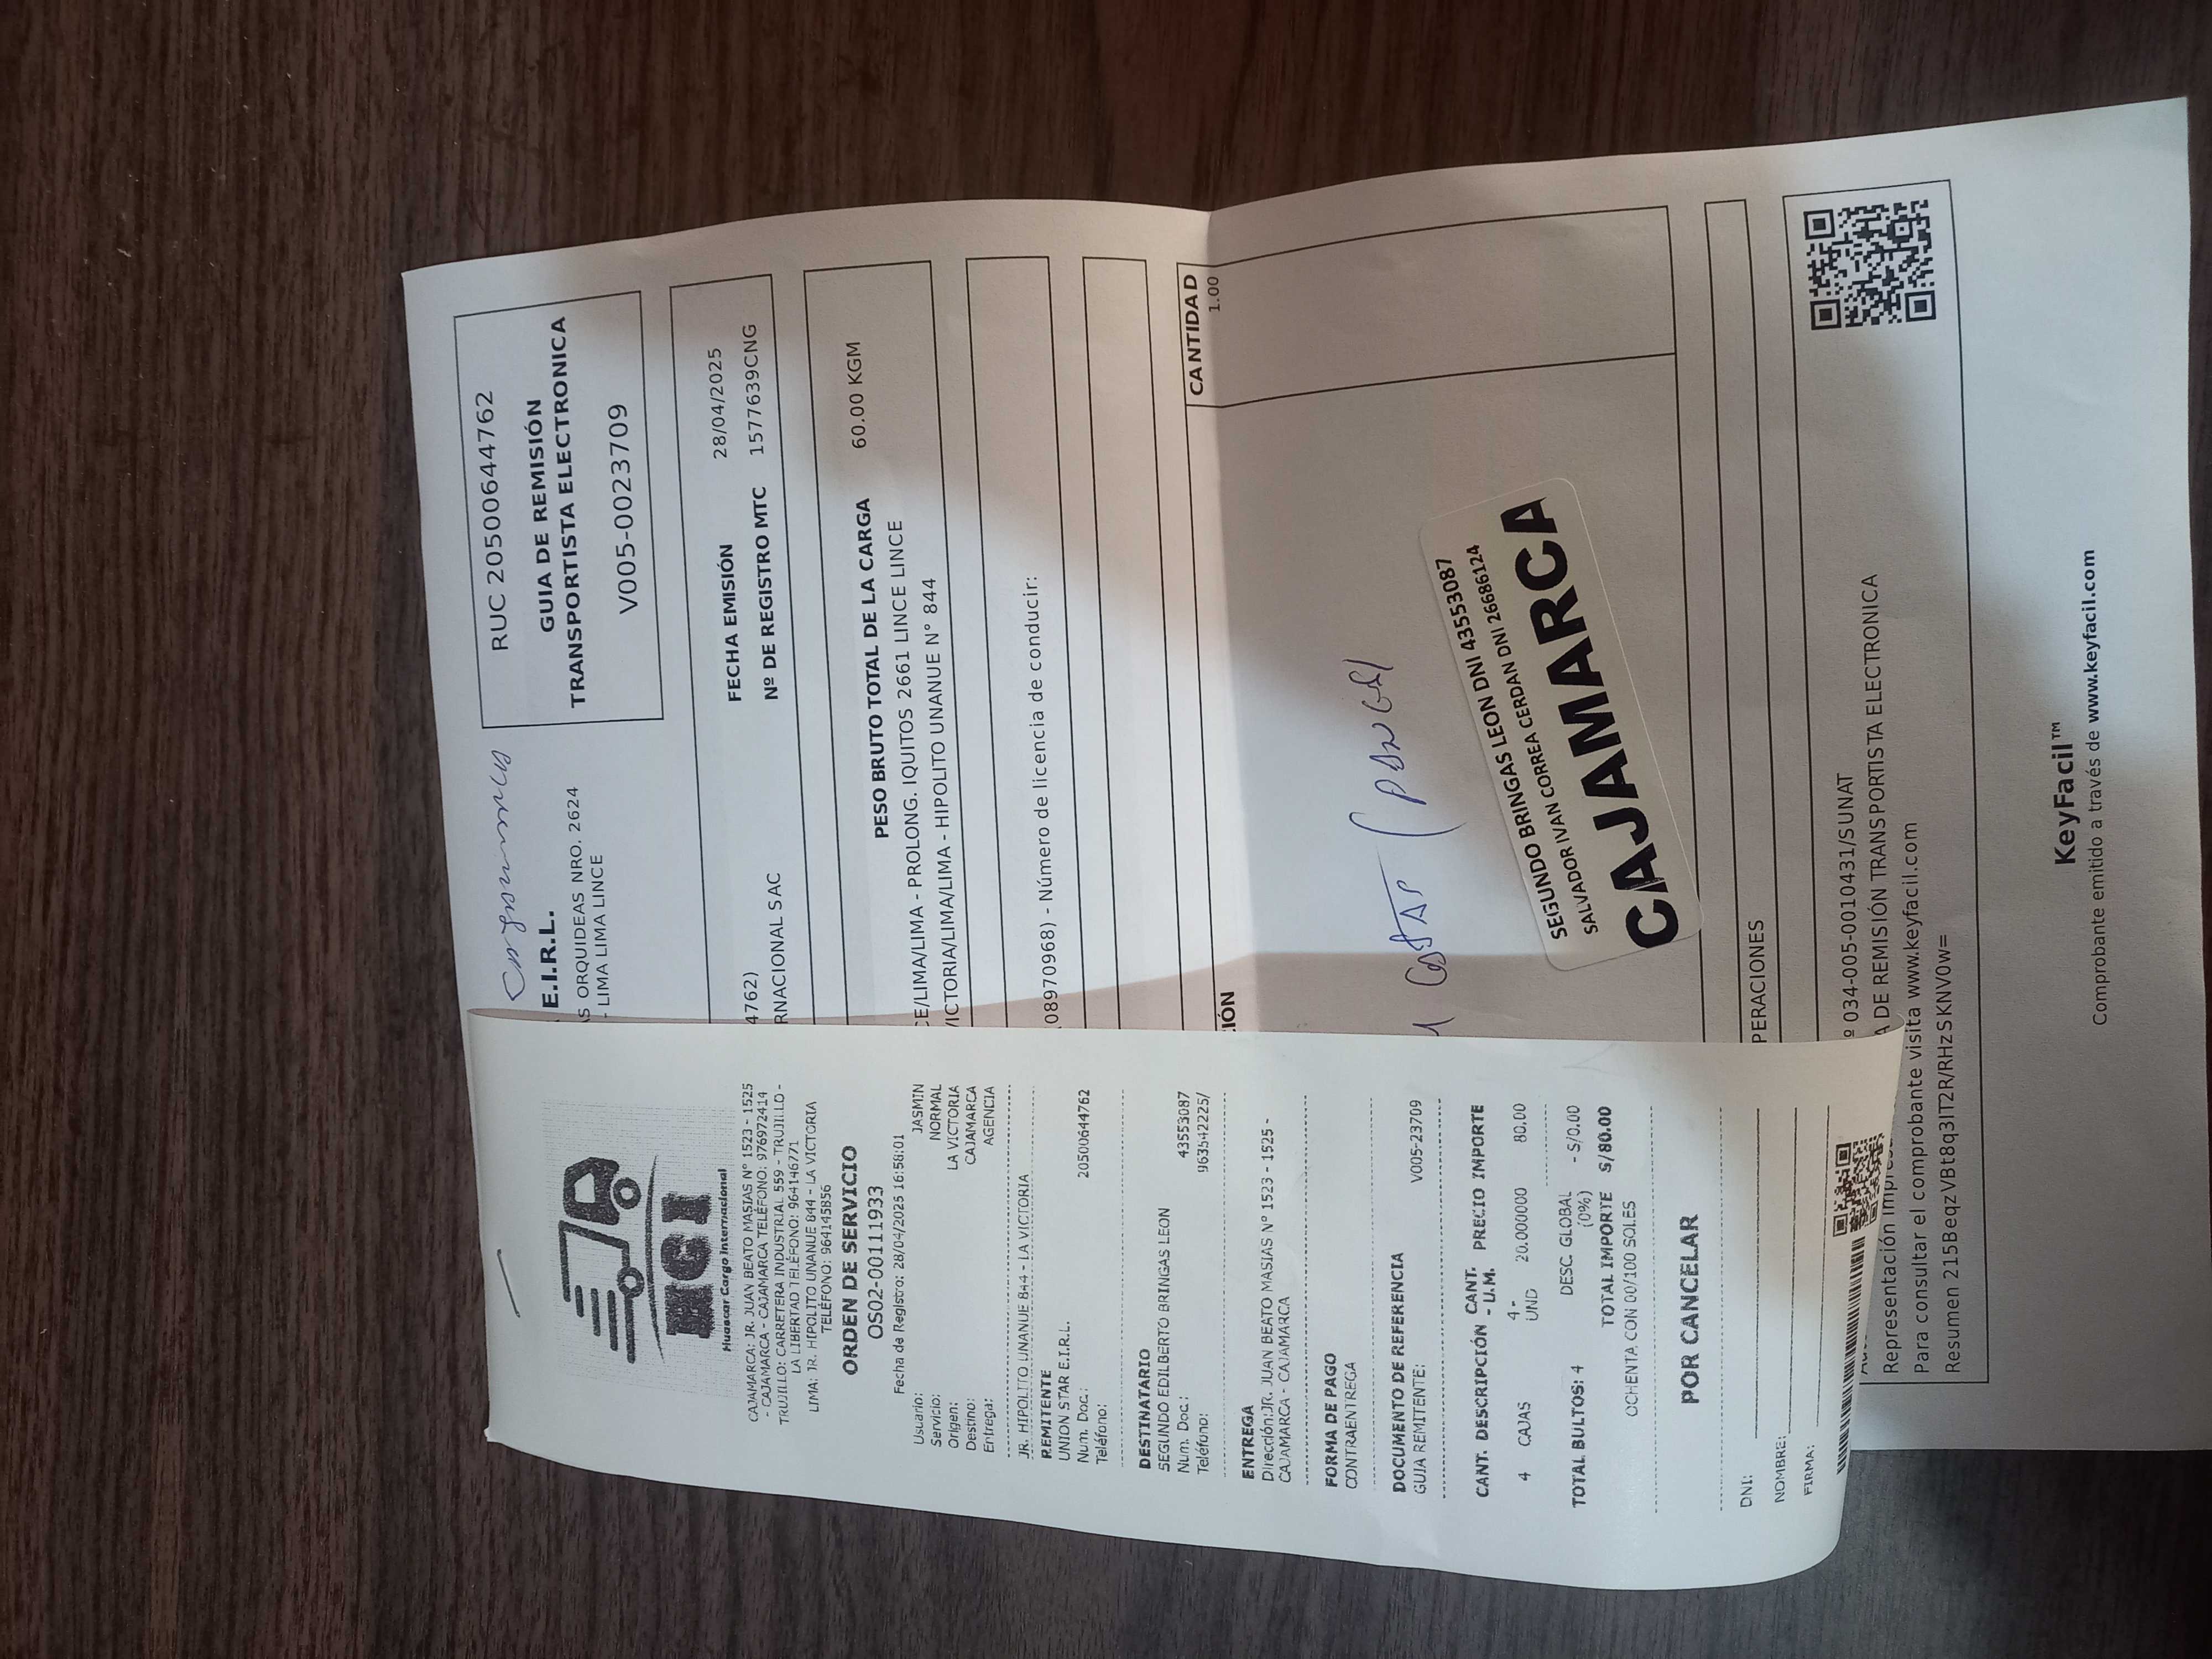 HCI
Huascar Cargo Internacional
CAJAMARCA: JR. JUAN BEATO MASIAS Nº 1523 - 1525
- CAJAMARCA - CAJAMARCA TELÉFONO: 976972414
TRUJILLO: CARRETERA INDUSTRIAL 559 - TRUJILLO -
LA LIBERTAD TELÉFONO: 964146771
LIMA: JR. HIPOLITO UNANUE 844 - LA VICTORIA
TELÉFONO: 964145856
ORDEN DE SERVICIO
OS02-00111933
Fecha de Registro: 28/04/2025 16:58:01
Usuario: JASMIN
Servicio: NORMAL
Origen: LA VICTORIA
Destino: CAJAMARCA
Entrega: AGENCIA
JR. HIPOLITO UNANUE 844 - LA VICTORIA
REMITENTE
UNION STAR E.I.R.L.
Num. Doc.: 20500644762
Teléfono:
DESTINATARIO
SEGUNDO EDILBERTO BRINGAS LEON
Num. Doc.: 43553087
Teléfono: 963542225/
ENTREGA
Dirección:JR. JUAN BEATO MASIAS Nº 1523 - 1525 -
CAJAMARCA - CAJAMARCA
FORMA DE PAGO
CONTRAENTREGA
DOCUMENTO DE REFERENCIA
GUIA REMITENTE: V005-23709
CANT. DESCRIPCIÓN CANT. - U.M. PRECIO IMPORTE
4 CAJAS 4 - UND 20.000000 80.00
TOTAL BULTOS: 4
DESC. GLOBAL (0%) - S/0.00
TOTAL IMPORTE S/80.00
OCHENTA CON 00/100 SOLES
POR CANCELAR
DNI:
NOMBRE:
FIRMA:
E.I.R.L.
S ORQUIDEAS NRO. 2624
- LIMA LIMA LINCE
RUC 20500644762
GUIA DE REMISIÓN
TRANSPORTISTA ELECTRONICA
V005-0023709
4762)
RNACIONAL SAC
FECHA EMISIÓN 28/04/2025
Nº DE REGISTRO MTC 1577639CNG
PESO BRUTO TOTAL DE LA CARGA 60.00 KGM
CE/LIMA/LIMA - PROLONG. IQUITOS 2661 LINCE LINCE
VICTORIA/LIMA/LIMA - HIPOLITO UNANUE N° 844
08970968) - Número de licencia de conducir:
IÓN
CANTIDAD
1.00
SEGUNDO BRINGAS LEON DNI 43553087
SALVADOR IVAN CORREA CERDAN DNI 26686124
CAJAMARCA
PERACIONES
º 034-005-0010431/SUNAT
A DE REMISIÓN TRANSPORTISTA ELECTRONICA
Representación impres
Para consultar el comprobante visita www.keyfacil.com
Resumen 215BeqzVBt8q3IT2R/RHzSKNV0w=
KeyFacil™
Comprobante emitido a través de www.keyfacil.com